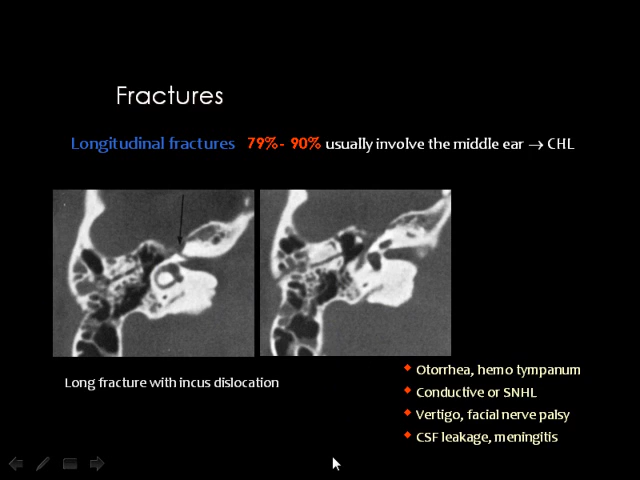 Fractures
Longitudinal fractures 79%- 90% usually involve the middle ear → CHL
Long fracture with incus dislocation
Otorrhea, hemo tympanum
Conductive or SNHL
Vertigo, facial nerve palsy
CSF leakage, meningitis